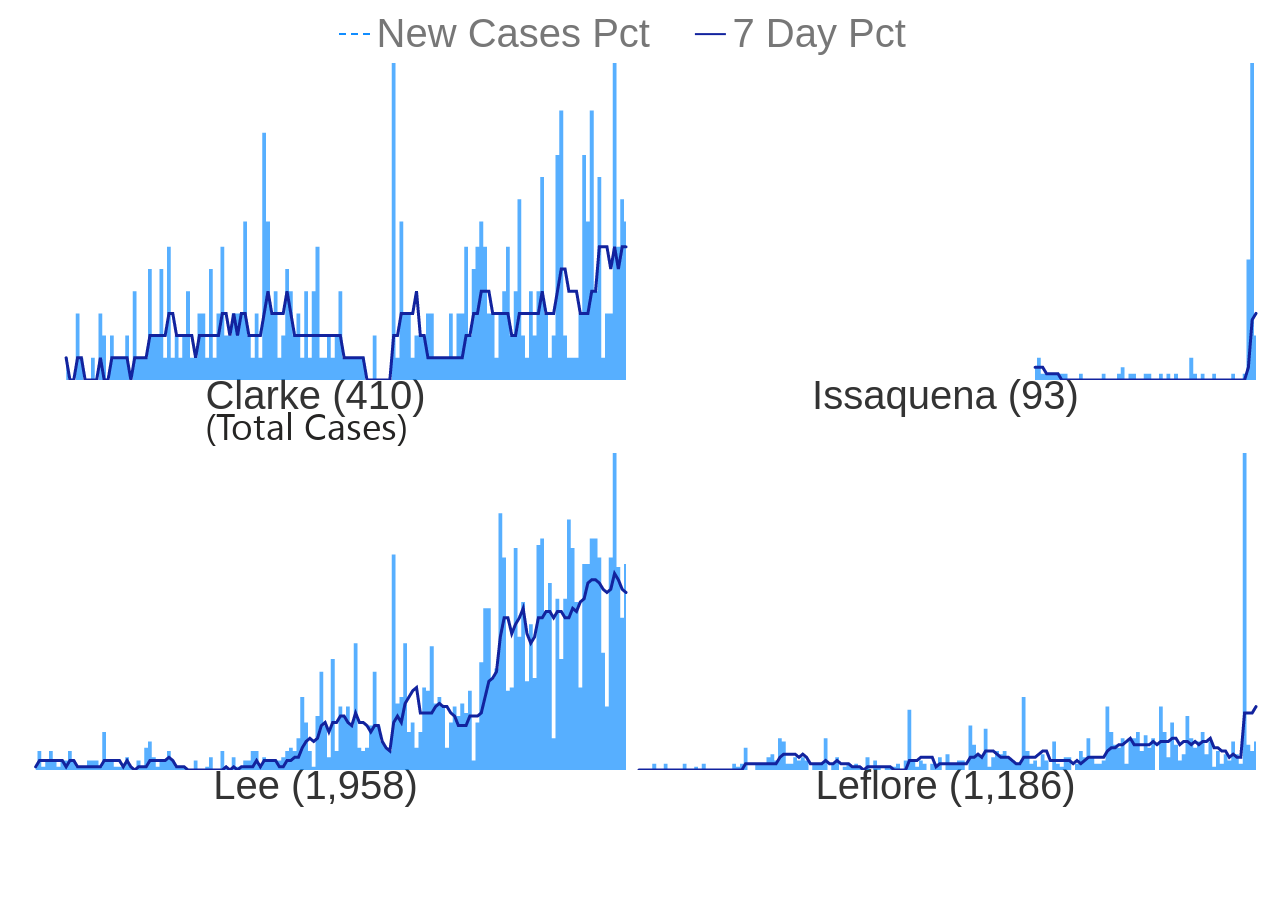 New Cases Pct 7 Day Pct
Clarke (410)
(Total Cases)
Issaquena (93)
Lee (1,958)
Leflore (1,186)